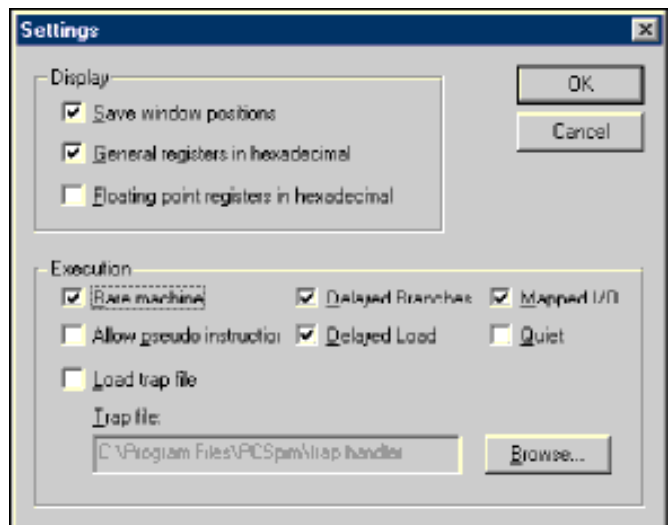 Settings
Display
Save window positions
General registers in hexadecimal
Floating point registers in hexadecimal
OK
Cancel
Execution
Bare machine
Delayed Branches
Mapped I/O
Allow pseudo instruction
Delayed Load
Quiet
Load trap file
Trap file:
C:\Program Files\PCSpim\trap.handler
Browse...